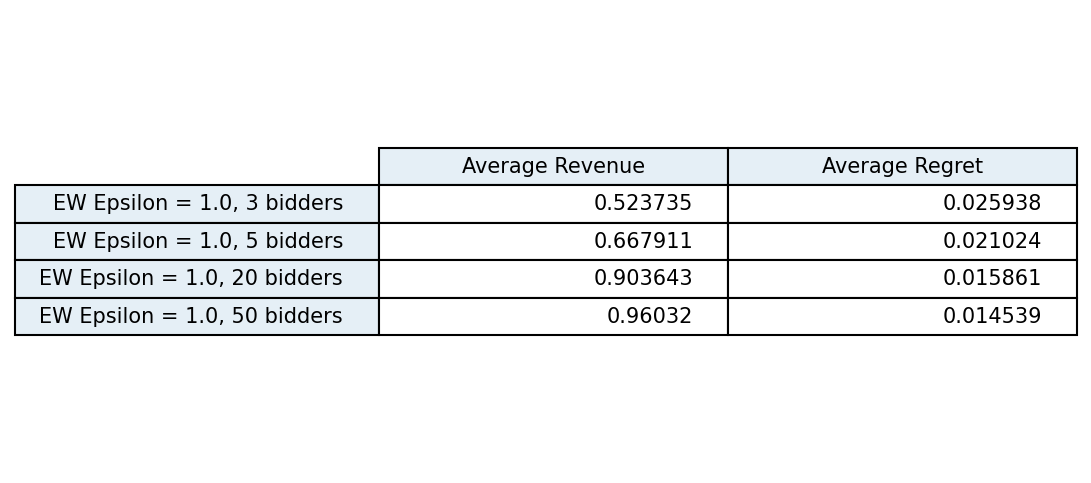 Average Revenue Average Regret
EW Epsilon = 1.0, 3 bidders 0.523735 0.025938
EW Epsilon = 1.0, 5 bidders 0.667911 0.021024
EW Epsilon = 1.0, 20 bidders 0.903643 0.015861
EW Epsilon = 1.0, 50 bidders 0.96032 0.014539